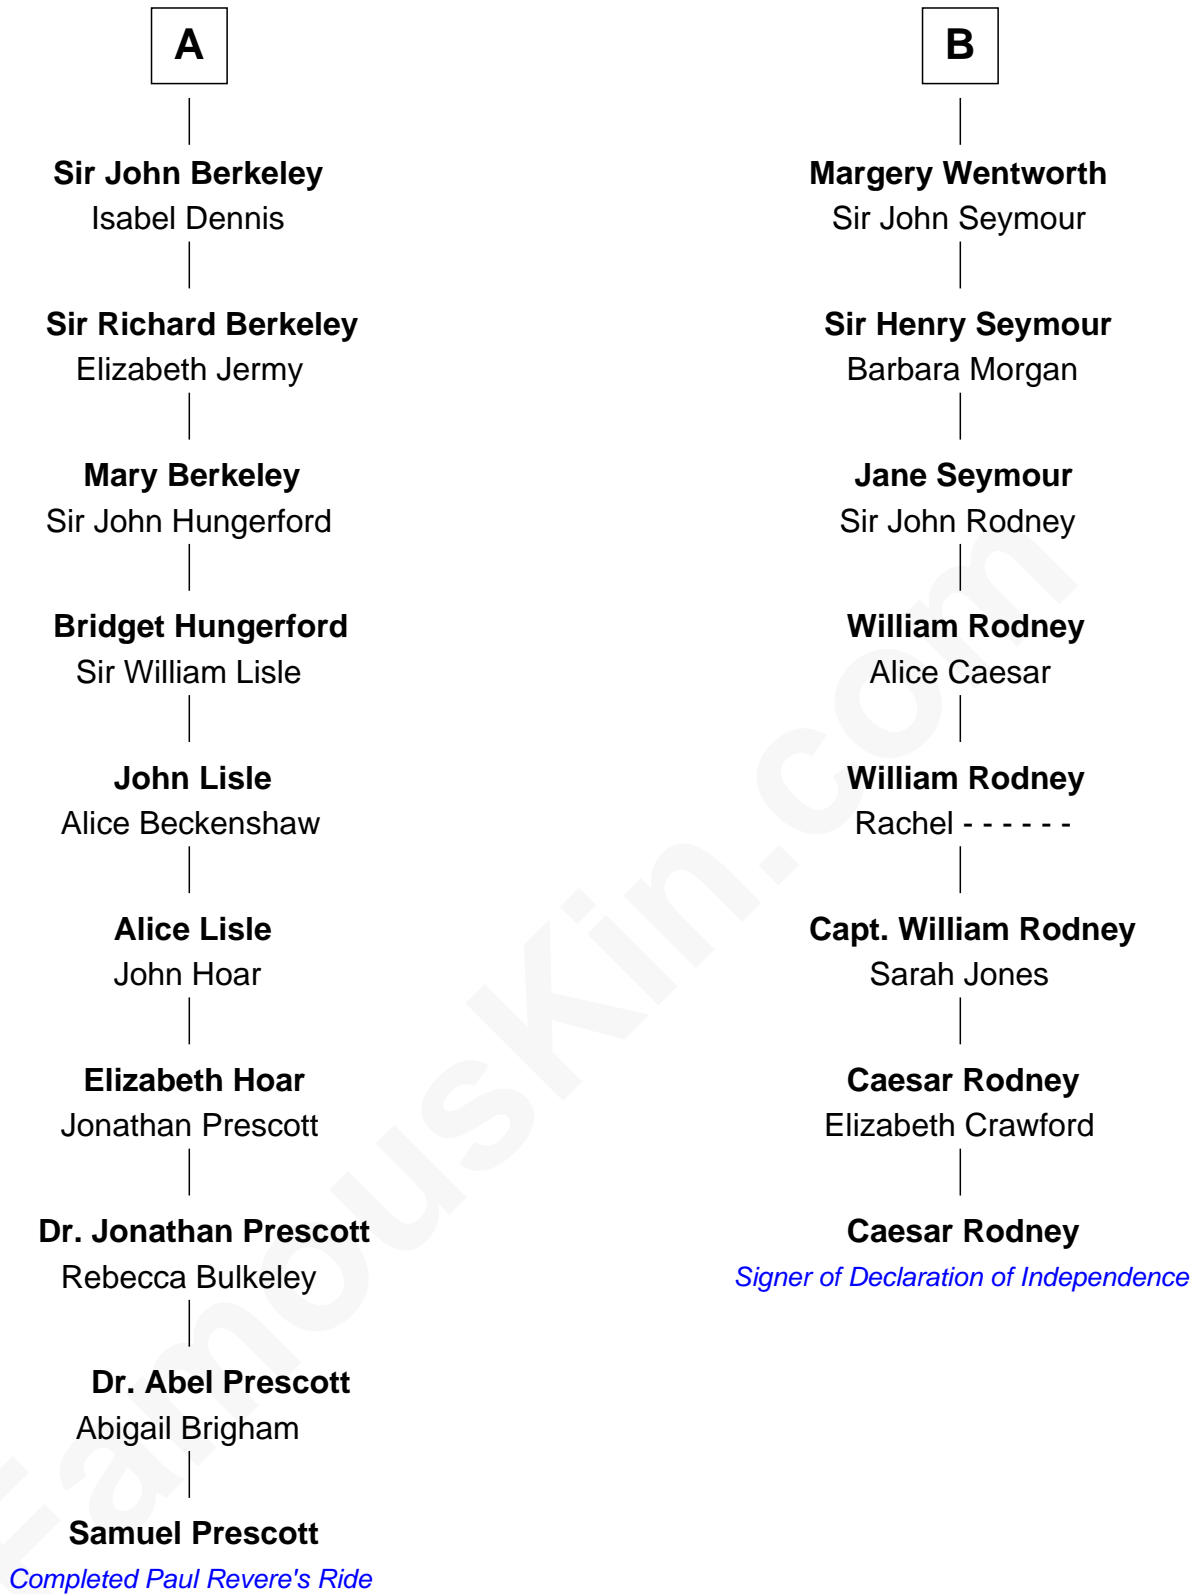 A
Sir John Berkeley
Isabel Dennis
Sir Richard Berkeley
Elizabeth Jermy
Mary Berkeley
Sir John Hungerford
Bridget Hungerford
Sir William Lisle
John Lisle
Alice Beckenshaw
Alice Lisle
John Hoar
Elizabeth Hoar
Jonathan Prescott
Dr. Jonathan Prescott
Rebecca Bulkeley
Dr. Abel Prescott
Abigail Brigham
Samuel Prescott
Completed Paul Revere's Ride
B
Margery Wentworth
Sir John Seymour
Sir Henry Seymour
Barbara Morgan
Jane Seymour
Sir John Rodney
William Rodney
Alice Caesar
William Rodney
Rachel - - - - - -
Capt. William Rodney
Sarah Jones
Caesar Rodney
Elizabeth Crawford
Caesar Rodney
Signer of Declaration of Independence
FamousKin.com